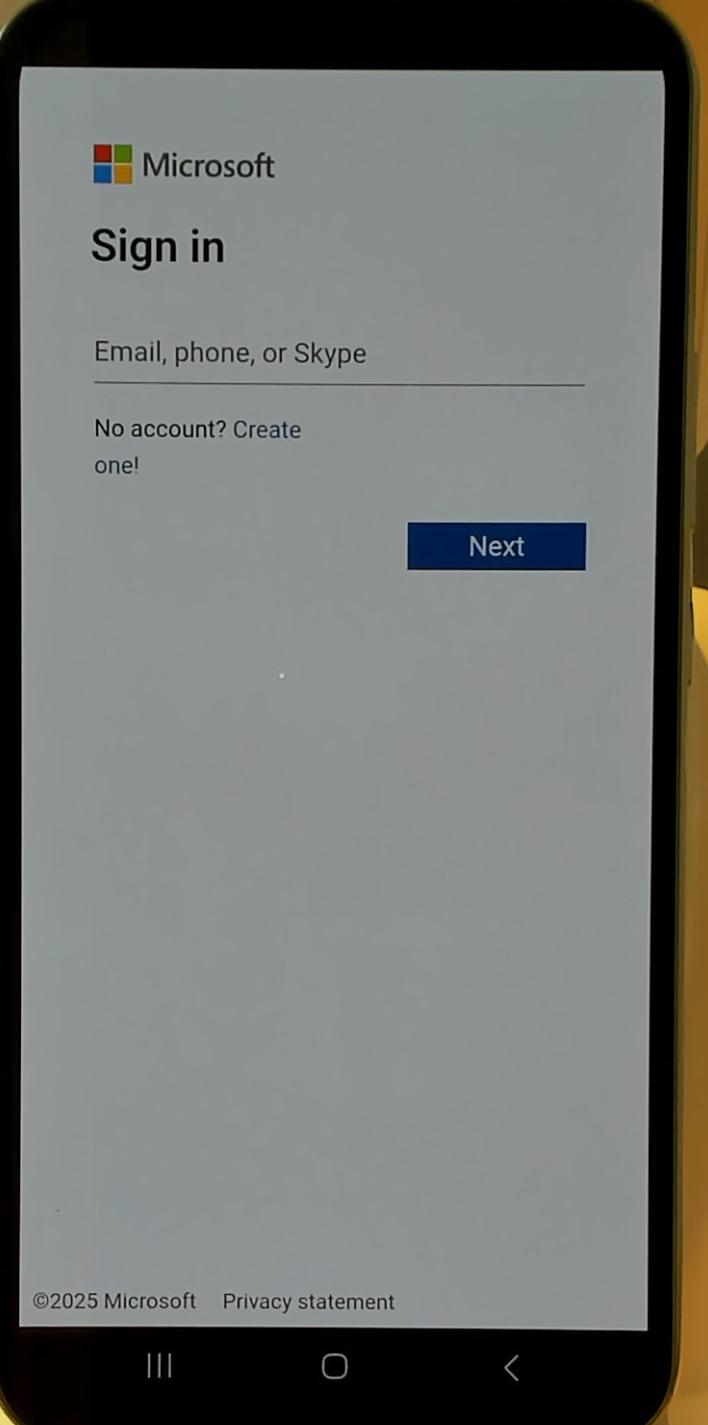 Microsoft
Sign in
Email, phone, or Skype
No account? Create
one!
Next
©2025 Microsoft Privacy statement